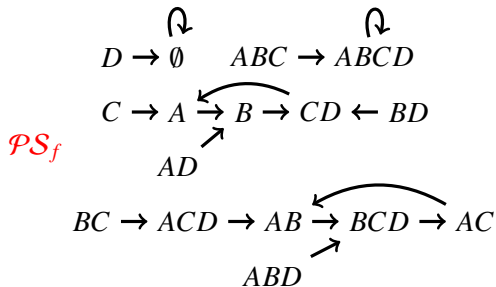 D → ∅ ABC → ABCD
C → A → B → CD ← BD
𝒫𝒮_f
AD
BC → ACD → AB → BCD → AC
ABD